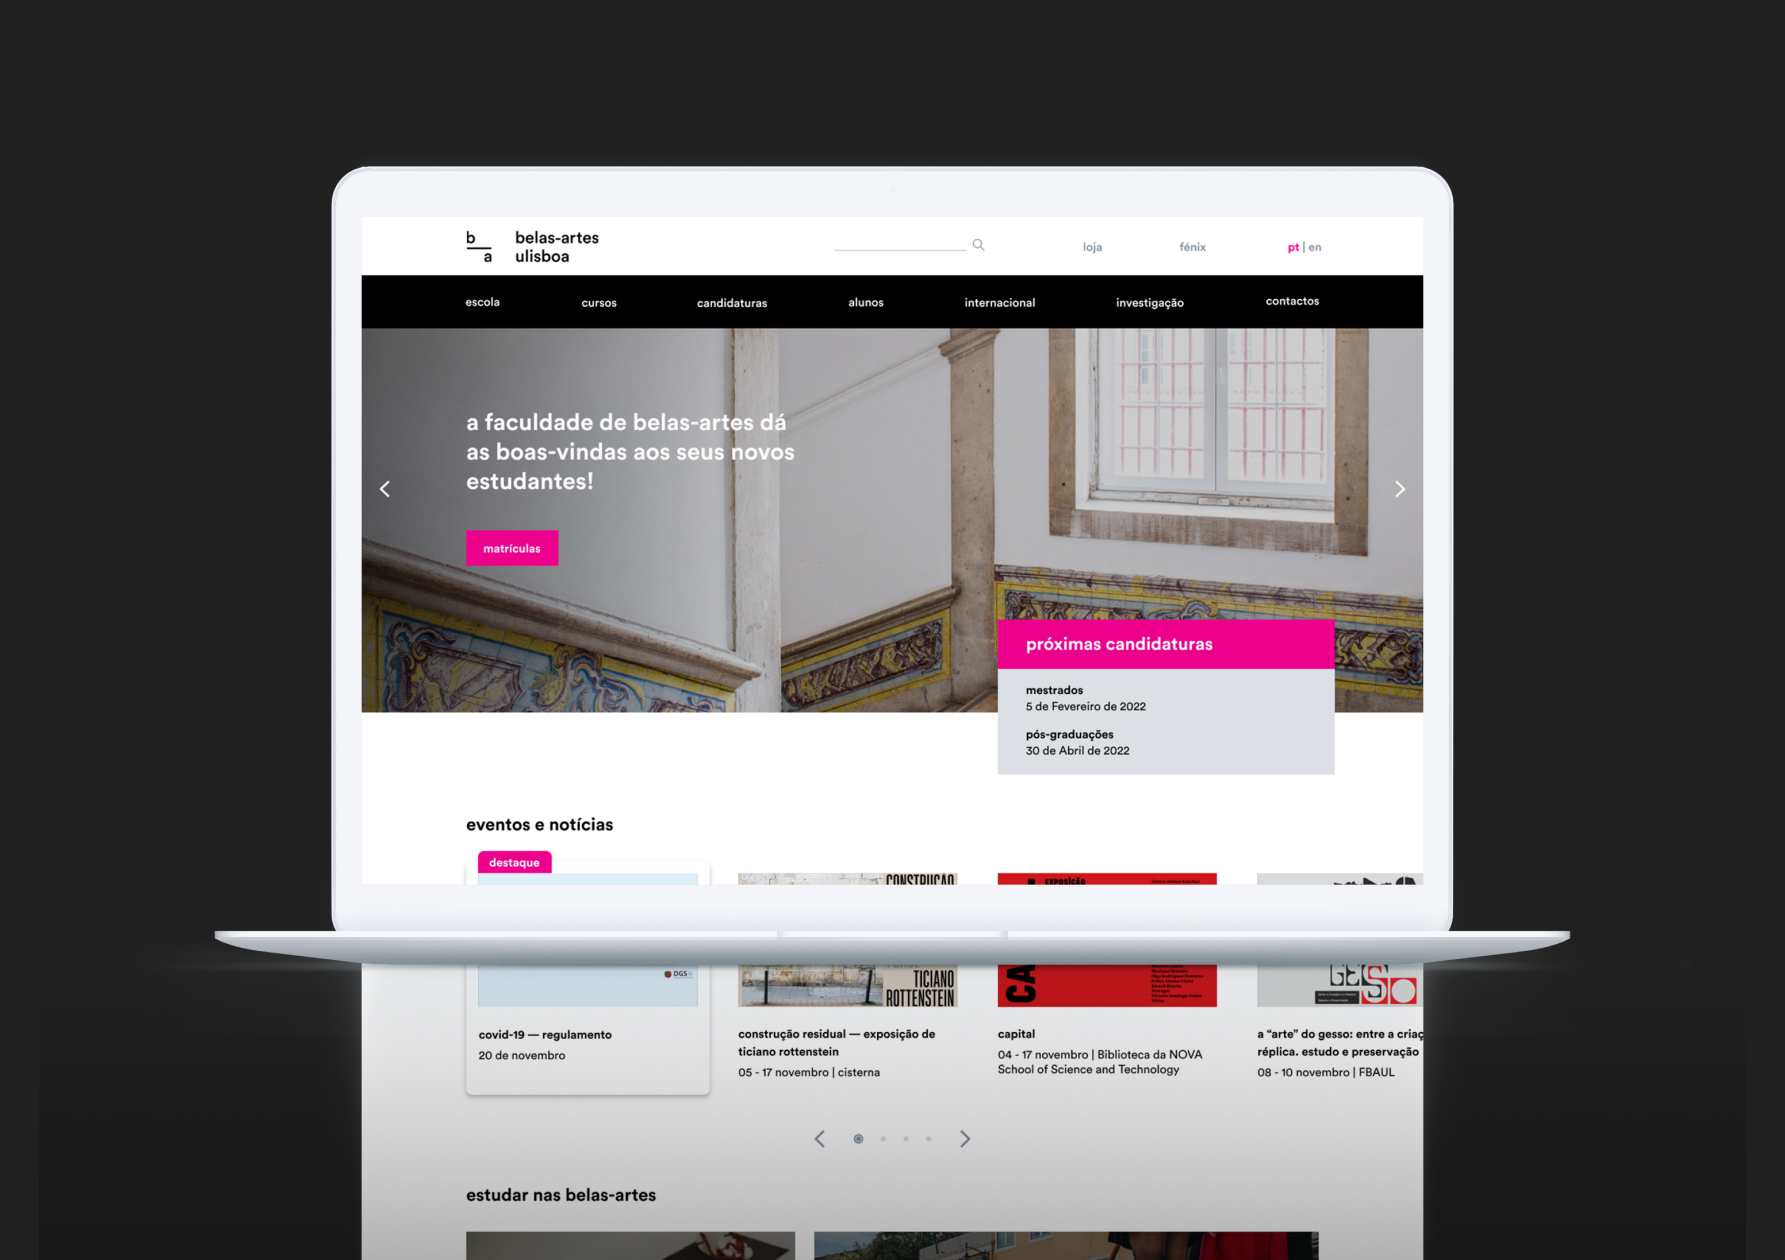 b
a
belas-artes
ulisboa
loja
fénix
pt | en
escola
cursos
candidaturas
alunos
internacional
investigação
contactos
a faculdade de belas-artes dá
as boas-vindas aos seus novos
estudantes!
matrículas
próximas candidaturas
mestrados
5 de Fevereiro de 2022
pós-graduações
30 de Abril de 2022
eventos e notícias
destaque
CONSTRUÇÃO
EXPOSIÇÃO
DGS
TICIANO
ROTTENSTEIN
CA
GESSO
covid-19 — regulamento
20 de novembro
construção residual — exposição de
ticiano rottenstein
05 - 17 novembro | cisterna
capital
04 - 17 novembro | Biblioteca da NOVA
School of Science and Technology
a “arte” do gesso: entre a criaç
réplica. estudo e preservação
08 - 10 novembro | FBAUL
estudar nas belas-artes